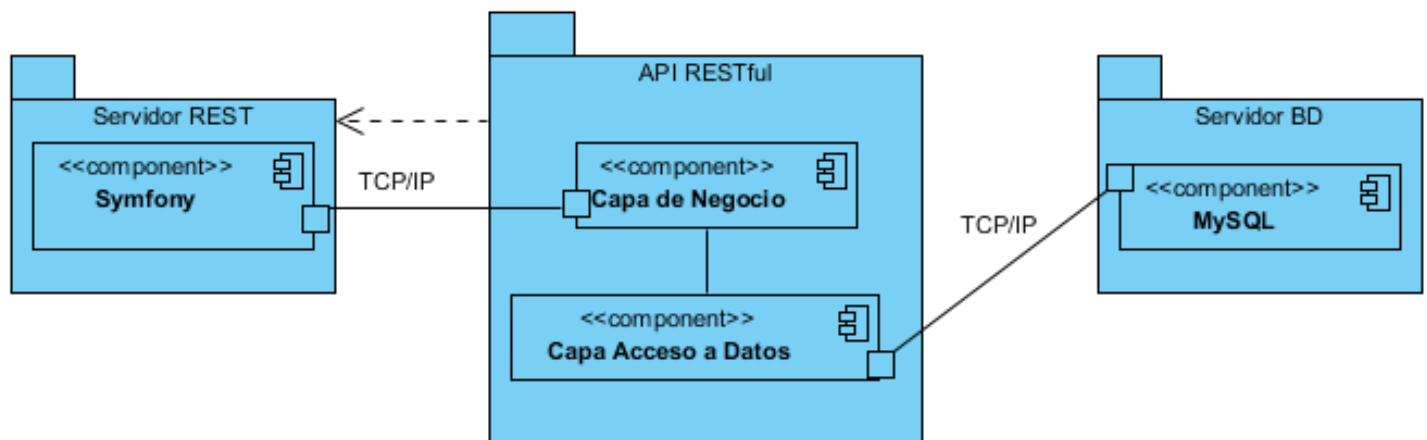 Servidor REST
<<component>>
Symfony
TCP/IP
API RESTful
<<component>>
Capa de Negocio
<<component>>
Capa Acceso a Datos
TCP/IP
Servidor BD
<<component>>
MySQL